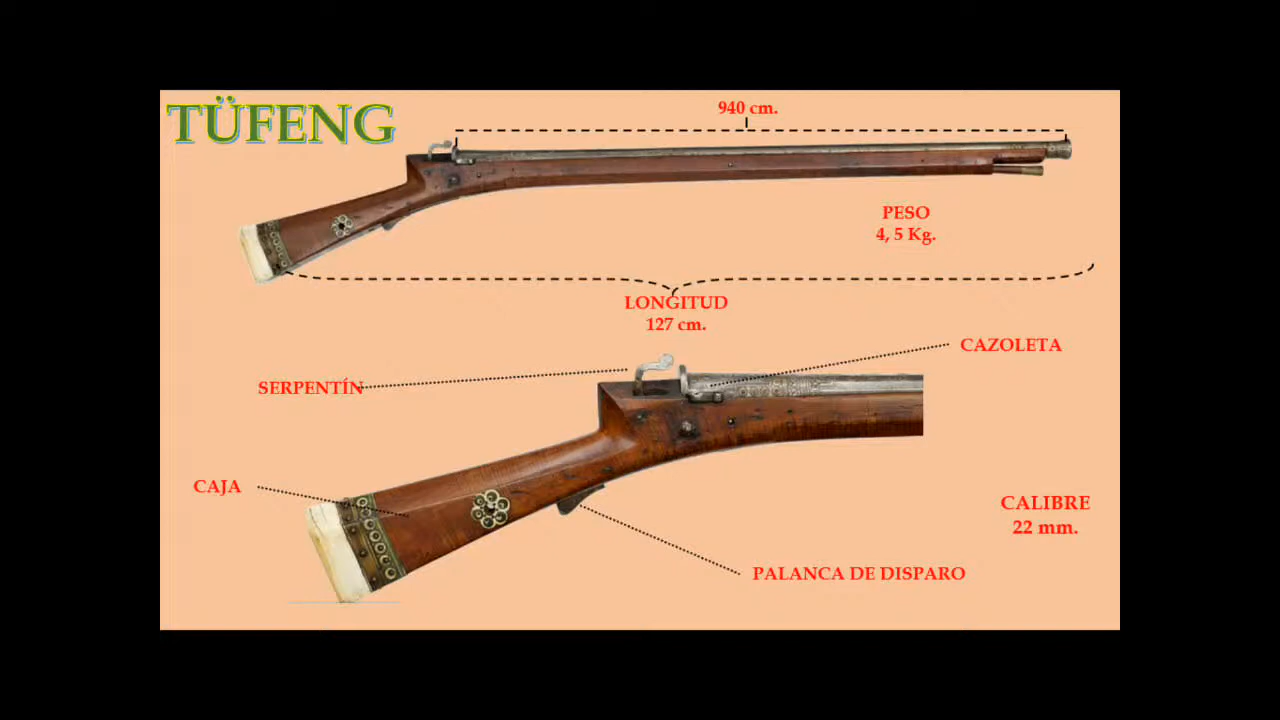 TÜFENG
940 cm.
PESO
4, 5 Kg.
LONGITUD
127 cm.
CAZOLETA
SERPENTÍN
CAJA
CALIBRE
22 mm.
PALANCA DE DISPARO